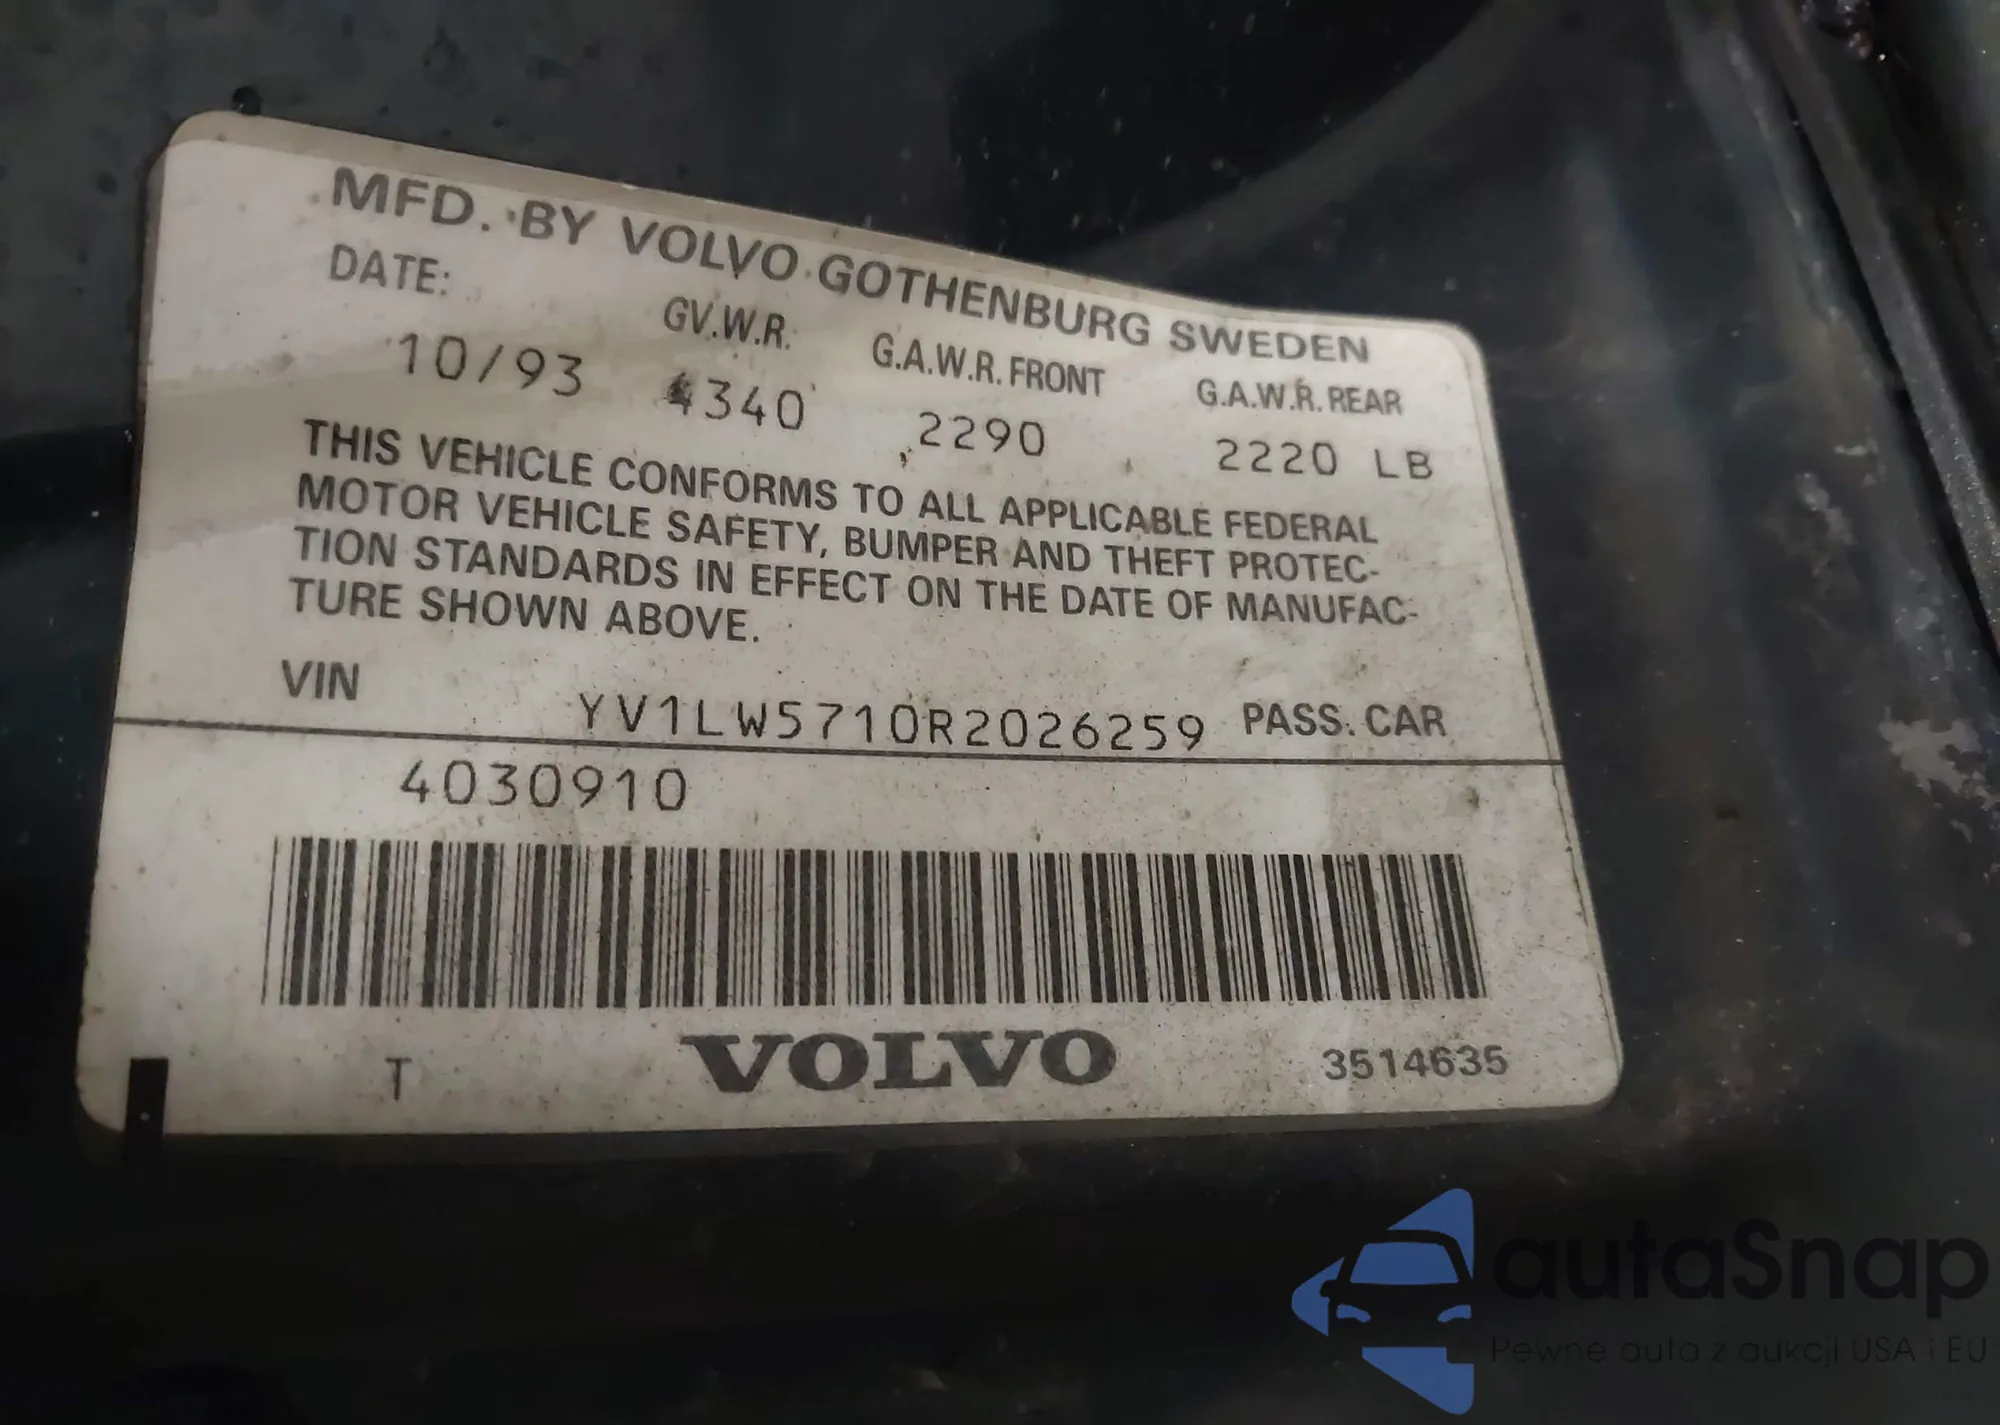 MFD. BY VOLVO GOTHENBURG SWEDEN
DATE: G.V.W.R. G.A.W.R. FRONT G.A.W.R. REAR
10/93 4340 2290 2220 LB
THIS VEHICLE CONFORMS TO ALL APPLICABLE FEDERAL
MOTOR VEHICLE SAFETY, BUMPER AND THEFT PROTEC-
TION STANDARDS IN EFFECT ON THE DATE OF MANUFAC-
TURE SHOWN ABOVE.
VIN YV1LW5710R2026259 PASS. CAR
4030910
T VOLVO 3514635
autaSnap
Pewne auta z aukcji USA i EU